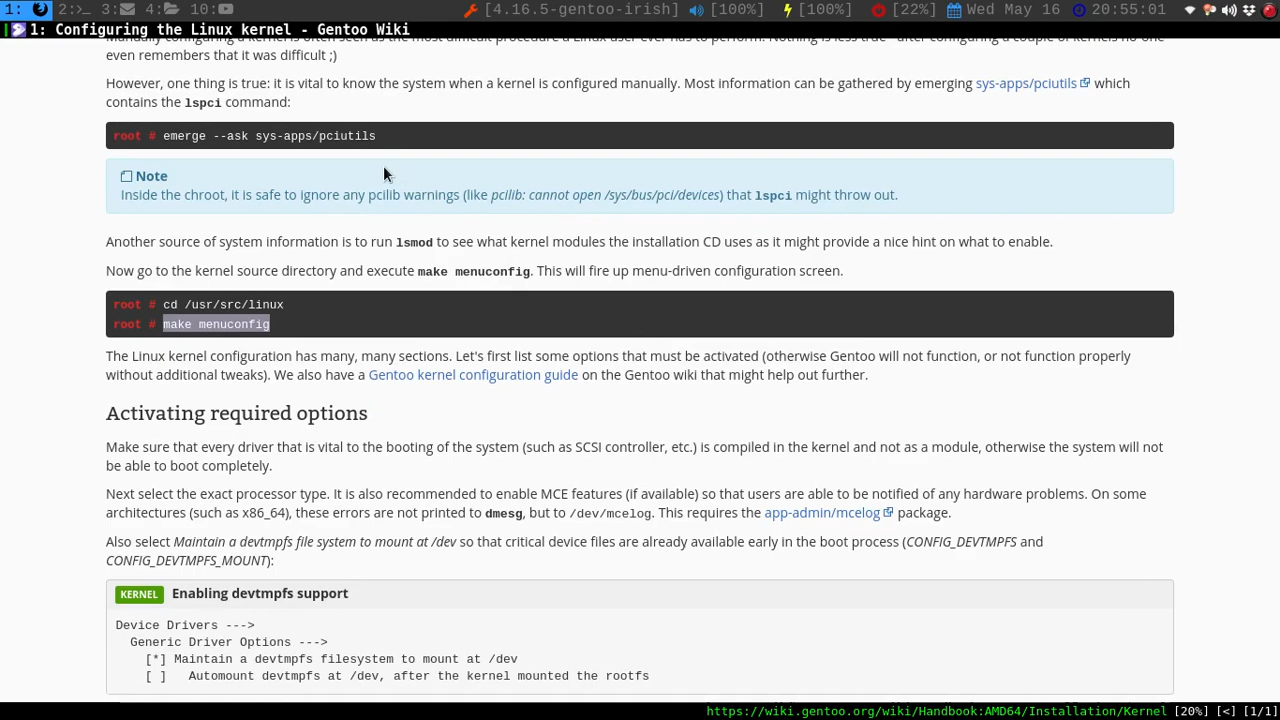 1: 2:>_ 3: 4: 10: [4.16.5-gentoo-irish] [100%] [100%] [22%] Wed May 16 20:55:01
1: Configuring the Linux kernel - Gentoo Wiki
even remembers that it was difficult ;)
However, one thing is true: it is vital to know the system when a kernel is configured manually. Most information can be gathered by emerging sys-apps/pciutils which
contains the lspci command:
root # emerge --ask sys-apps/pciutils
Note
Inside the chroot, it is safe to ignore any pcilib warnings (like pcilib: cannot open /sys/bus/pci/devices) that lspci might throw out.
Another source of system information is to run lsmod to see what kernel modules the installation CD uses as it might provide a nice hint on what to enable.
Now go to the kernel source directory and execute make menuconfig. This will fire up menu-driven configuration screen.
root # cd /usr/src/linux
root # make menuconfig
The Linux kernel configuration has many, many sections. Let's first list some options that must be activated (otherwise Gentoo will not function, or not function properly
without additional tweaks). We also have a Gentoo kernel configuration guide on the Gentoo wiki that might help out further.
Activating required options
Make sure that every driver that is vital to the booting of the system (such as SCSI controller, etc.) is compiled in the kernel and not as a module, otherwise the system will not
be able to boot completely.
Next select the exact processor type. It is also recommended to enable MCE features (if available) so that users are able to be notified of any hardware problems. On some
architectures (such as x86_64), these errors are not printed to dmesg, but to /dev/mcelog. This requires the app-admin/mcelog package.
Also select Maintain a devtmpfs file system to mount at /dev so that critical device files are already available early in the boot process (CONFIG_DEVTMPFS and
CONFIG_DEVTMPFS_MOUNT):
KERNEL Enabling devtmpfs support
Device Drivers --->
Generic Driver Options --->
[*] Maintain a devtmpfs filesystem to mount at /dev
[ ] Automount devtmpfs at /dev, after the kernel mounted the rootfs
https://wiki.gentoo.org/wiki/Handbook:AMD64/Installation/Kernel [20%] [<] [1/1]